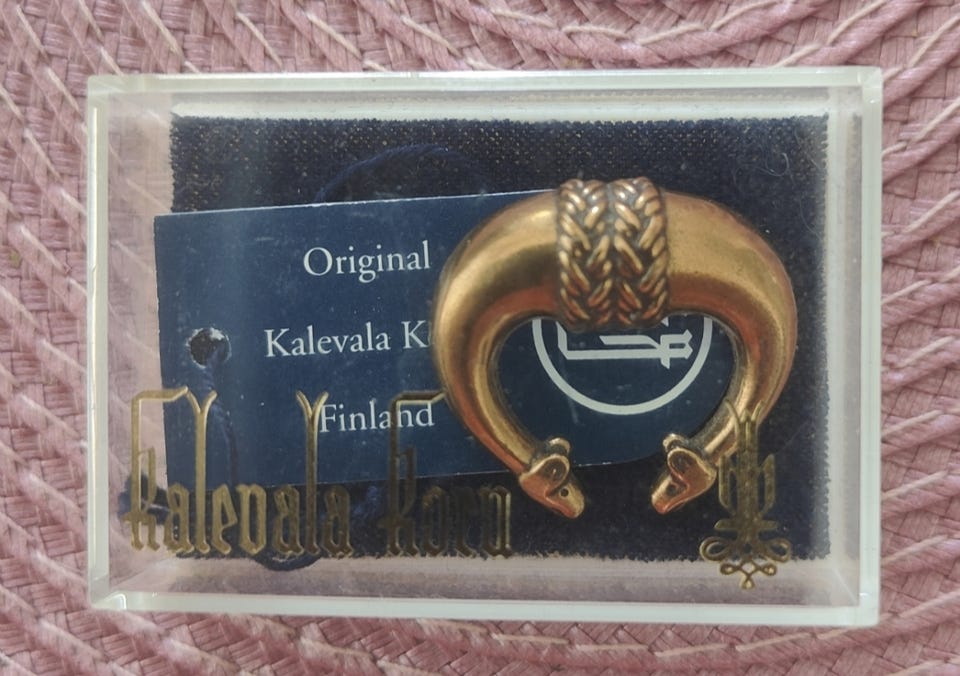 Original
Kalevala K
Finland
Kalevala Koru